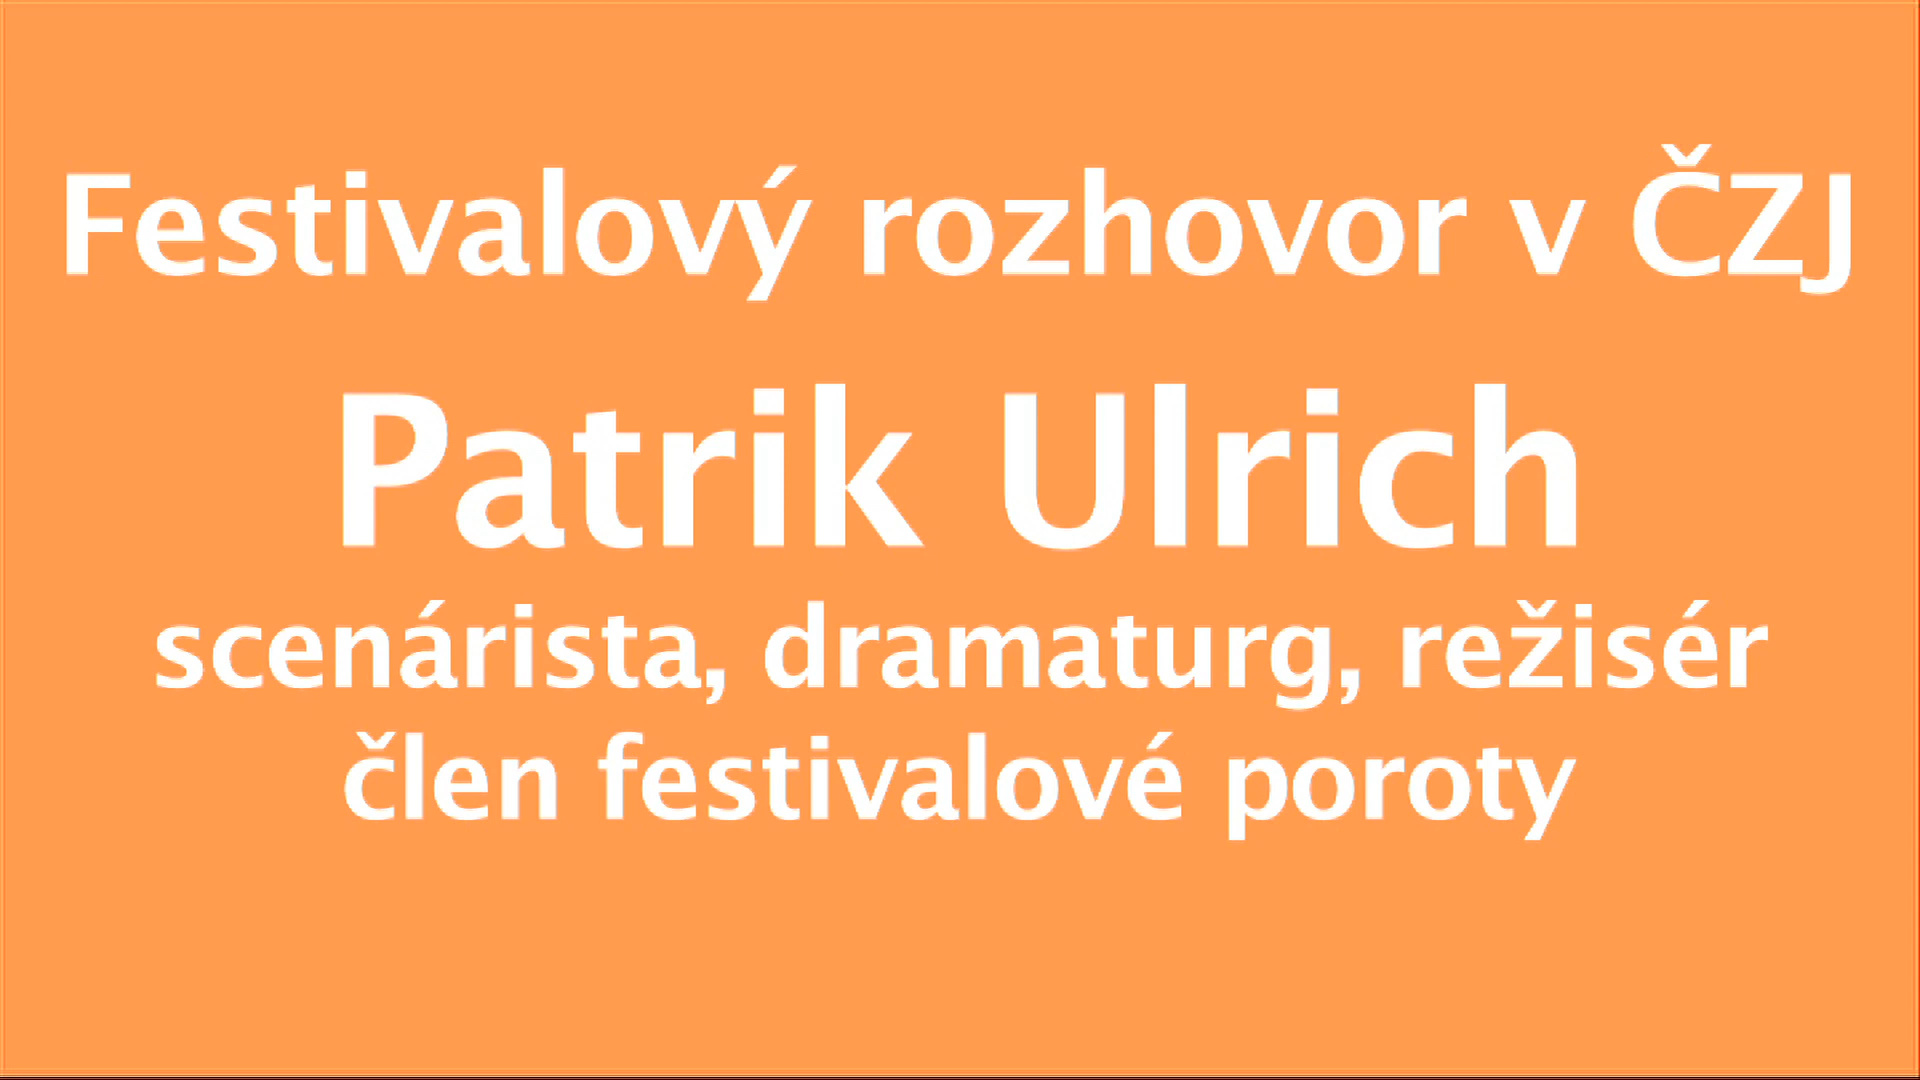 Festivalový rozhovor v ČZJ
Patrik Ulrich
scenárista, dramaturg, režisér
člen festivalové poroty